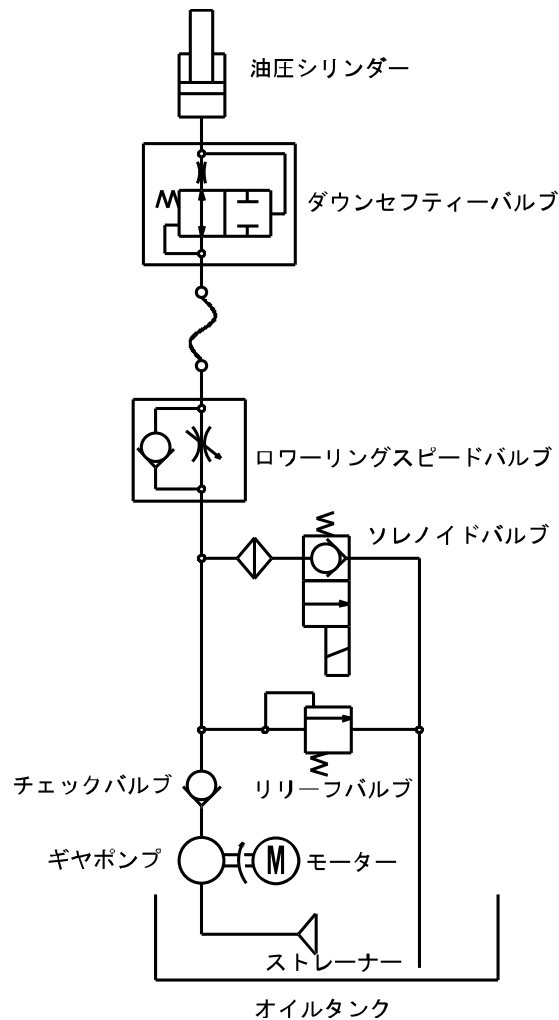 油圧シリンダー
ダウンセフティーバルブ
ロワーリングスピードバルブ
ソレノイドバルブ
チェックバルブ
リリーフバルブ
ギヤポンプ
M
モーター
ストレーナー
オイルタンク